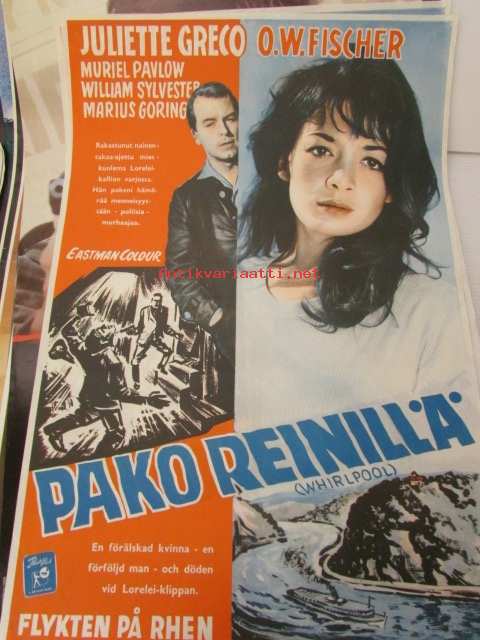 JULIETTE GRECO O.W. FISCHER
MURIEL PAVLOW
WILLIAM SYLVESTER
MARIUS GORING
Rakastunut nainen-
takaa-ajettu mies-
kuolema Lorelei-
kallion varjossa.
Hän pakeni hämä-
rää menneisyyt-
tään - poliisia-
murhaajaa.
EASTMAN COLOUR
antikvariaatti.net
PAKO REINILLÄ
(WHIRLPOOL)
En förälskad kvinna - en
förföljd man - och döden
vid Lorelei-klippan.
FLYKTEN PÅ RHEN